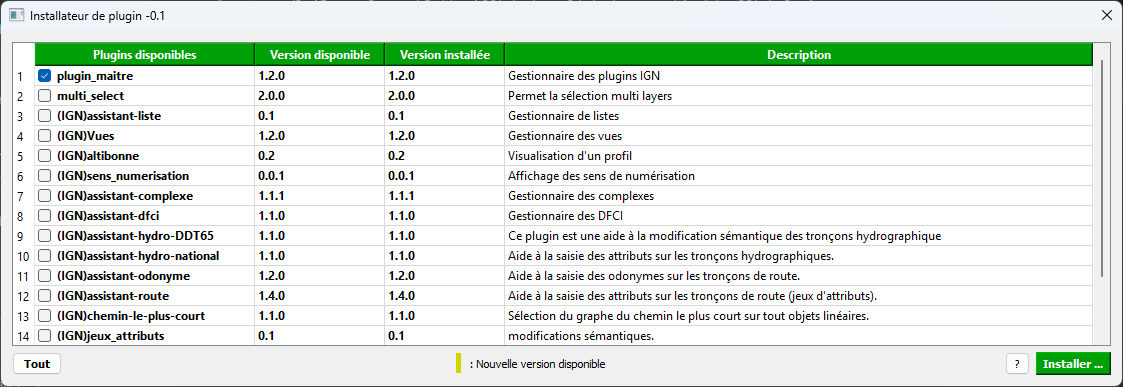 Installateur de plugin -0.1
Plugins disponibles Version disponible Version installée Description
1 plugin_maitre 1.2.0 1.2.0 Gestionnaire des plugins IGN
2 multi_select 2.0.0 2.0.0 Permet la sélection multi layers
3 (IGN)assistant-liste 0.1 0.1 Gestionnaire de listes
4 (IGN)Vues 1.2.0 1.2.0 Gestionnaire des vues
5 (IGN)altibonne 0.2 0.2 Visualisation d'un profil
6 (IGN)sens_numerisation 0.0.1 0.0.1 Affichage des sens de numérisation
7 (IGN)assistant-complexe 1.1.1 1.1.1 Gestionnaire des complexes
8 (IGN)assistant-dfci 1.1.0 1.1.0 Gestionnaire des DFCI
9 (IGN)assistant-hydro-DDT65 1.1.0 1.1.0 Ce plugin est une aide à la modification sémantique des tronçons hydrographique
10 (IGN)assistant-hydro-national 1.1.0 1.1.0 Aide à la saisie des attributs sur les tronçons hydrographiques.
11 (IGN)assistant-odonyme 1.2.0 1.2.0 Aide à la saisie des odonymes sur les tronçons de route.
12 (IGN)assistant-route 1.4.0 1.4.0 Aide à la saisie des attributs sur les tronçons de route (jeux d'attributs).
13 (IGN)chemin-le-plus-court 1.1.0 1.1.0 Sélection du graphe du chemin le plus court sur tout objets linéaires.
14 (IGN)jeux_attributs 0.1 0.1 modifications sémantiques.
Tout : Nouvelle version disponible ? Installer ...